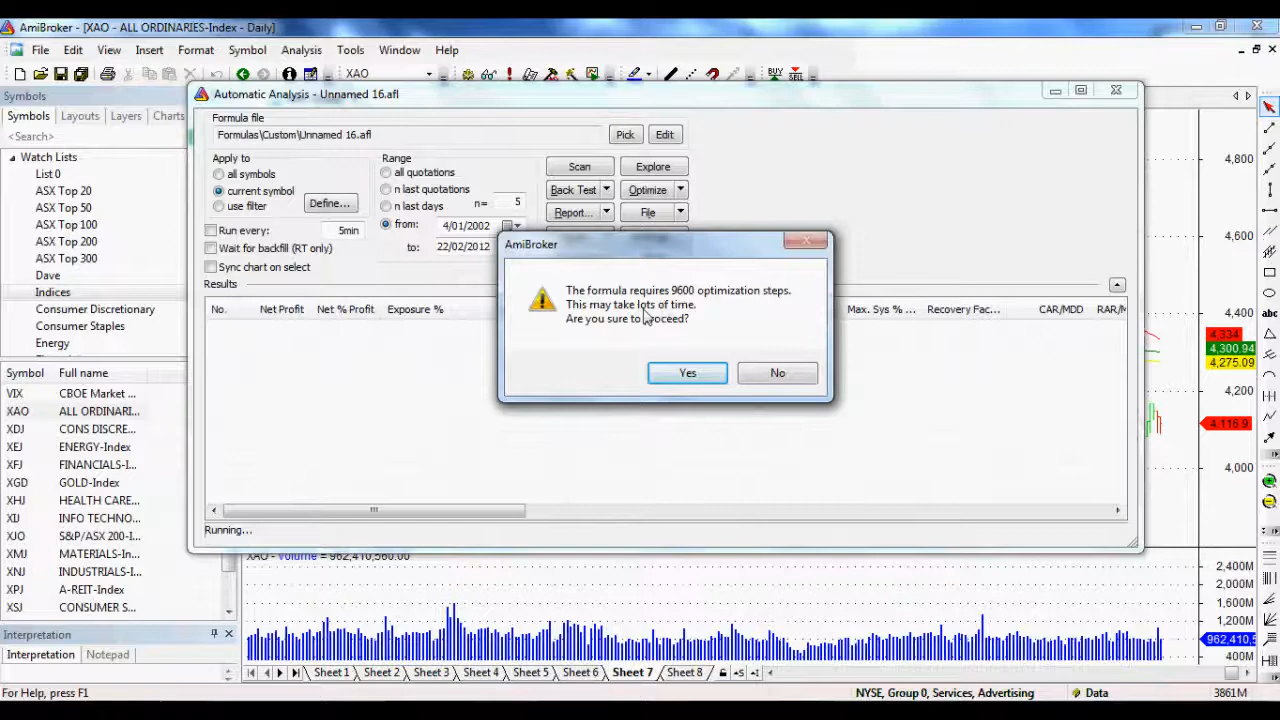 AmiBroker - [XAO - ALL ORDINARIES-Index - Daily]
File Edit View Insert Format Symbol Analysis Tools Window Help
XAO
BUY SELL
Symbols
Symbols Layouts Layers Charts
<Search>
Watch Lists
List 0
ASX Top 20
ASX Top 50
ASX Top 100
ASX Top 200
ASX Top 300
Dave
Indices
Consumer Discretionary
Consumer Staples
Energy
Symbol Full name
VIX CBOE Market ...
XAO ALL ORDINARI...
XDJ CONS DISCRE...
XEJ ENERGY-Index
XFJ FINANCIALS-I...
XGD GOLD-Index
XHJ HEALTH CARE...
XIJ INFO TECHNO...
XJO S&P/ASX 200-I...
XMJ MATERIALS-In...
XNJ INDUSTRIALS-I...
XPJ A-REIT-Index
XSJ CONSUMER S...
Interpretation
Interpretation Notepad
Automatic Analysis - Unnamed 16.afl
Formula file
Formulas\Custom\Unnamed 16.afl
Pick Edit
Apply to
all symbols
current symbol
use filter
Define...
Range
all quotations
n last quotations
n last days
n= 5
from: 4/01/2002
to: 22/02/2012
Scan Explore
Back Test Optimize
Report... File
Run every: 5min
Wait for backfill (RT only)
Sync chart on select
Results
No. Net Profit Net % Profit Exposure % Max. Sys % ... Recovery Fac... CAR/MDD RAR/M
Running...
AmiBroker
The formula requires 9600 optimization steps.
This may take lots of time.
Are you sure to proceed?
Yes No
4,800
4,600
4,400
4,334
4,300.94
4,275.09
4,200
4,116.9
4,000
abc
XAO - Volume = 962,410,560.00
2,400M
2,000M
1,600M
1,200M
962,410,5
400M
Sheet 1 Sheet 2 Sheet 3 Sheet 4 Sheet 5 Sheet 6 Sheet 7 Sheet 8
For Help, press F1
NYSE, Group 0, Services, Advertising
Data
3861M